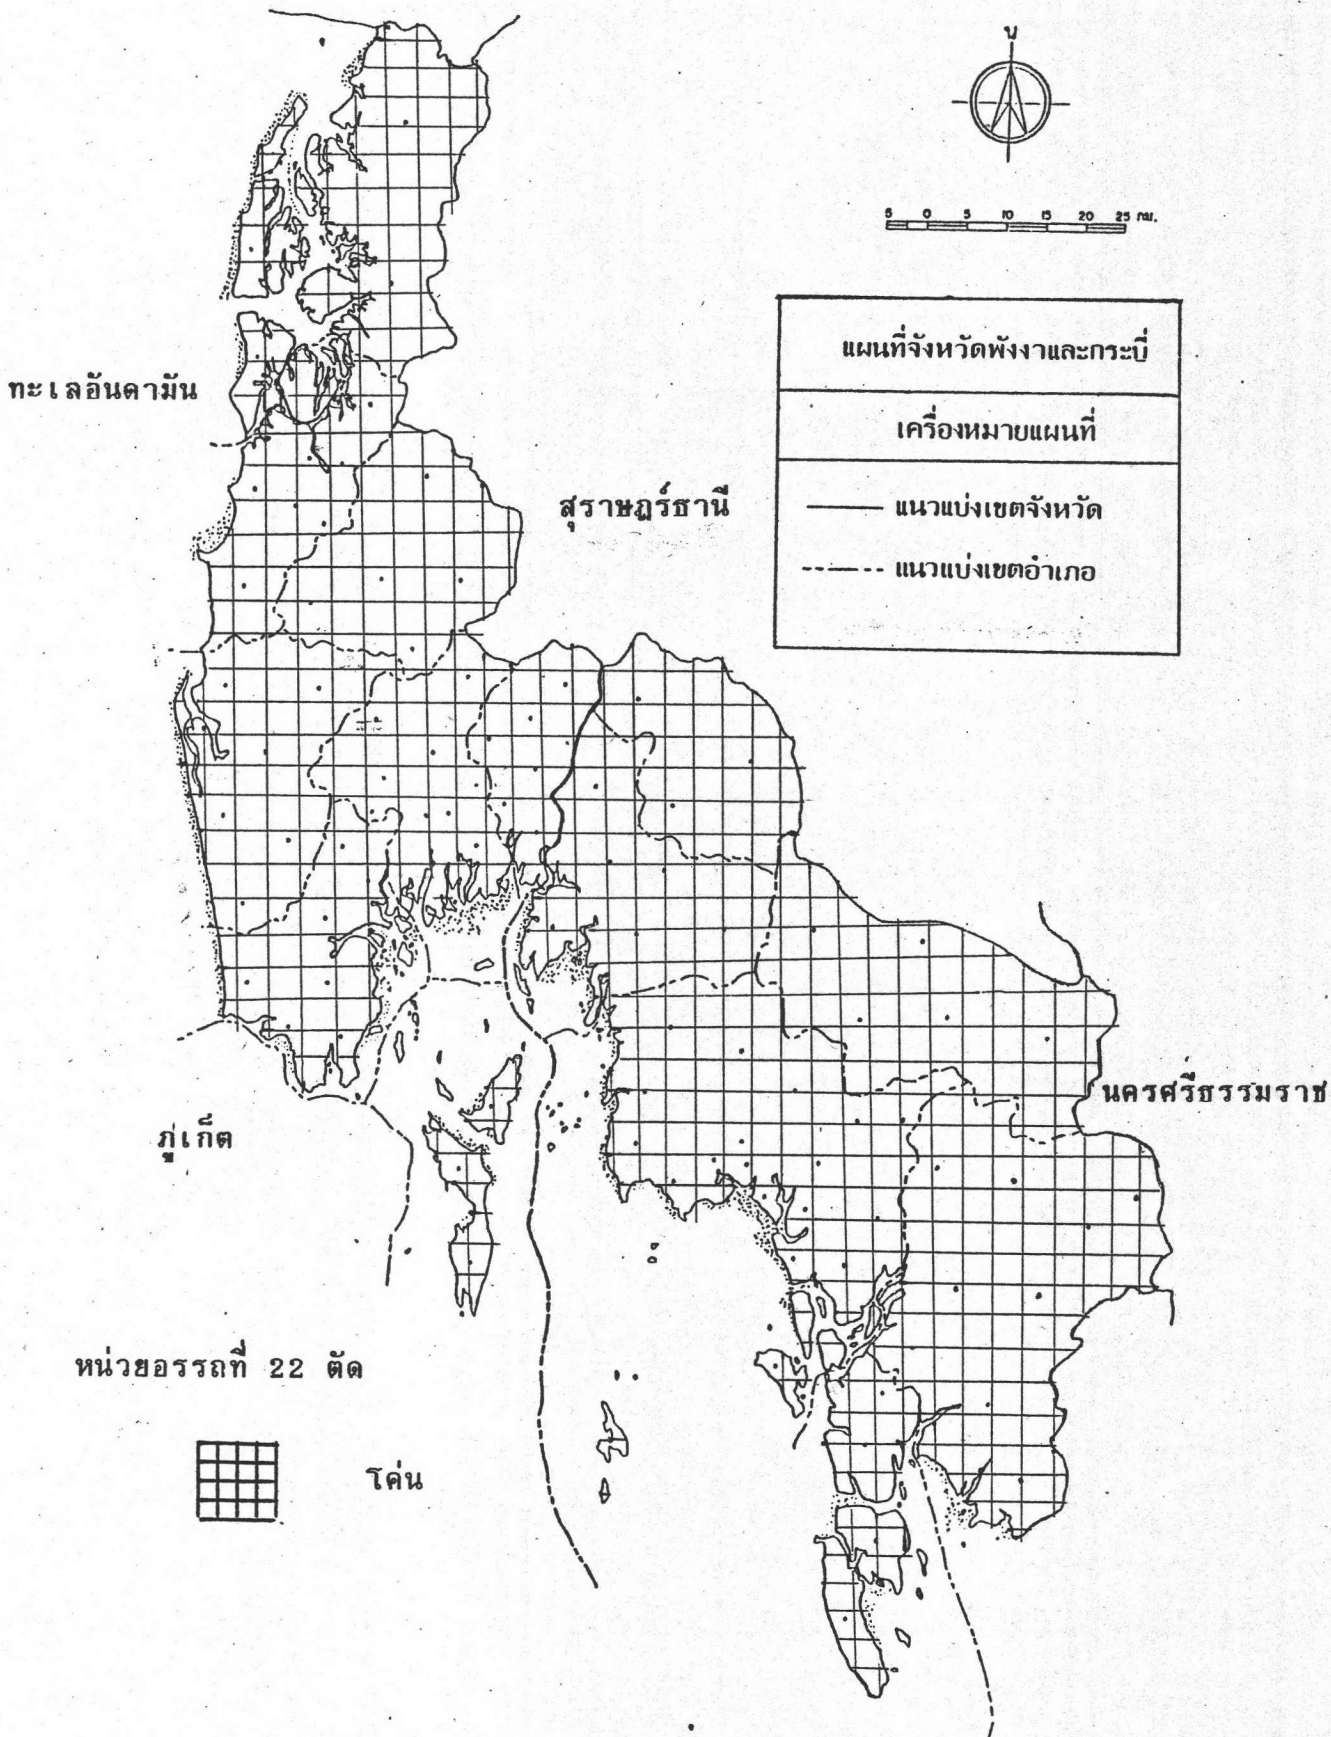 น
5 0 5 10 15 20 25 กม.
แผนที่จังหวัดพังงาและกระบี่
เครื่องหมายแผนที่
แนวแบ่งเขตจังหวัด
แนวแบ่งเขตอำเภอ
ทะเลอันดามัน
สุราษฎร์ธานี
นครศรีธรรมราช
ภูเก็ต
หน่วยอรรถที่ 22 ตัด
โค่น